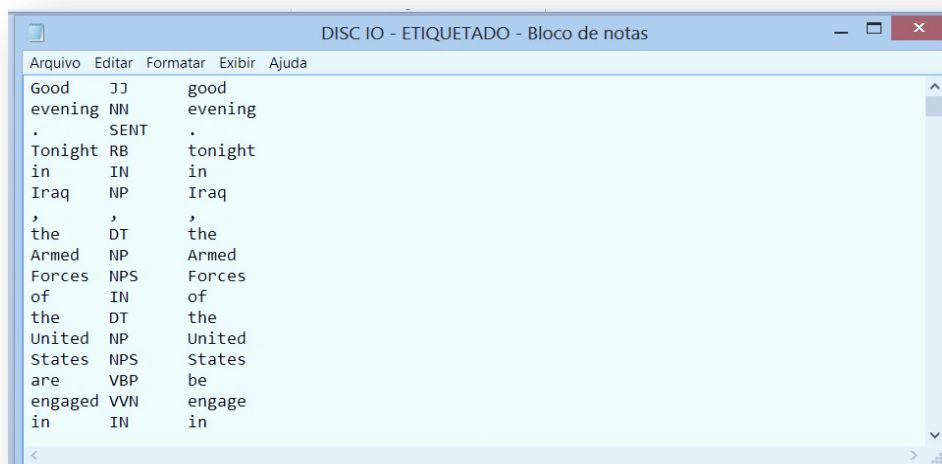 DISC IO - ETIQUETADO - Bloco de notas
Arquivo Editar Formatar Exibir Ajuda
Good JJ good
evening NN evening
. SENT .
Tonight RB tonight
in IN in
Iraq NP Iraq
, , ,
the DT the
Armed NP Armed
Forces NPS Forces
of IN of
the DT the
United NP United
States NPS States
are VBP be
engaged VVN engage
in IN in